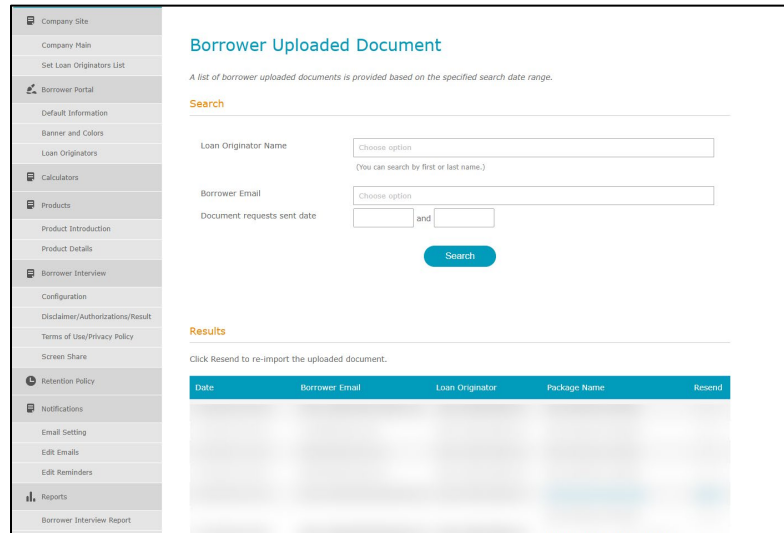 Company Site
Company Main
Set Loan Originators List
Borrower Portal
Default Information
Banner and Colors
Loan Originators
Calculators
Products
Product Introduction
Product Details
Borrower Interview
Configuration
Disclaimer/Authorizations/Result
Terms of Use/Privacy Policy
Screen Share
Retention Policy
Notifications
Email Setting
Edit Emails
Edit Reminders
Reports
Borrower Interview Report
Borrower Uploaded Document
A list of borrower uploaded documents is provided based on the specified search date range.
Search
Loan Originator Name
Choose option
(You can search by first or last name.)
Borrower Email
Choose option
Document requests sent date
and
Search
Results
Click Resend to re-import the uploaded document.
Date Borrower Email Loan Originator Package Name Resend